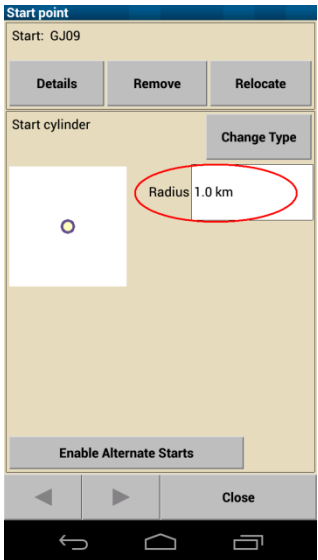 Start point
Start: GJ09
Details Remove Relocate
Start cylinder
Change Type
Radius 1.0 km
Enable Alternate Starts
Close